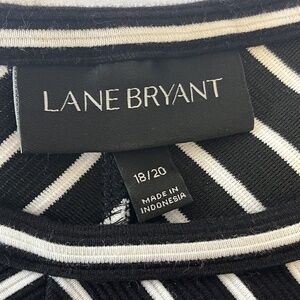 LANE BRYANT
18/20
MADE IN
INDONESIA